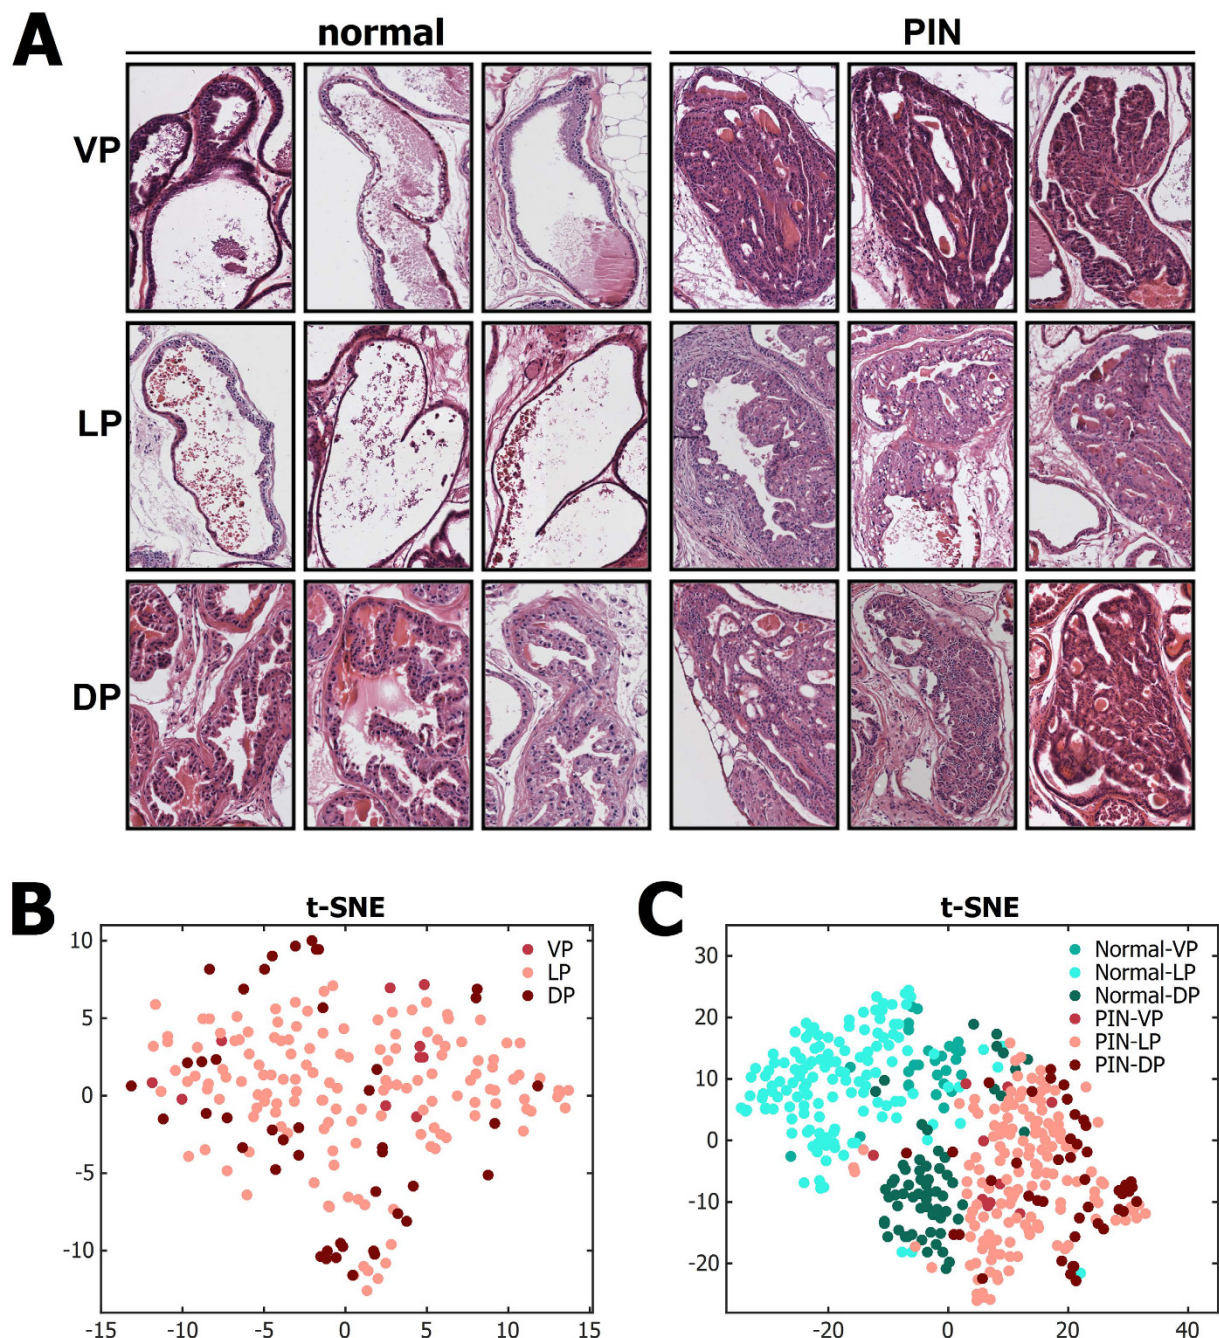 A
normal
PIN
VP
LP
DP
B
t-SNE
VP
LP
DP
10
5
0
-5
-10
-15
-10
-5
0
5
10
15
C
t-SNE
Normal-VP
Normal-LP
Normal-DP
PIN-VP
PIN-LP
PIN-DP
30
20
10
0
-10
-20
-20
0
20
40